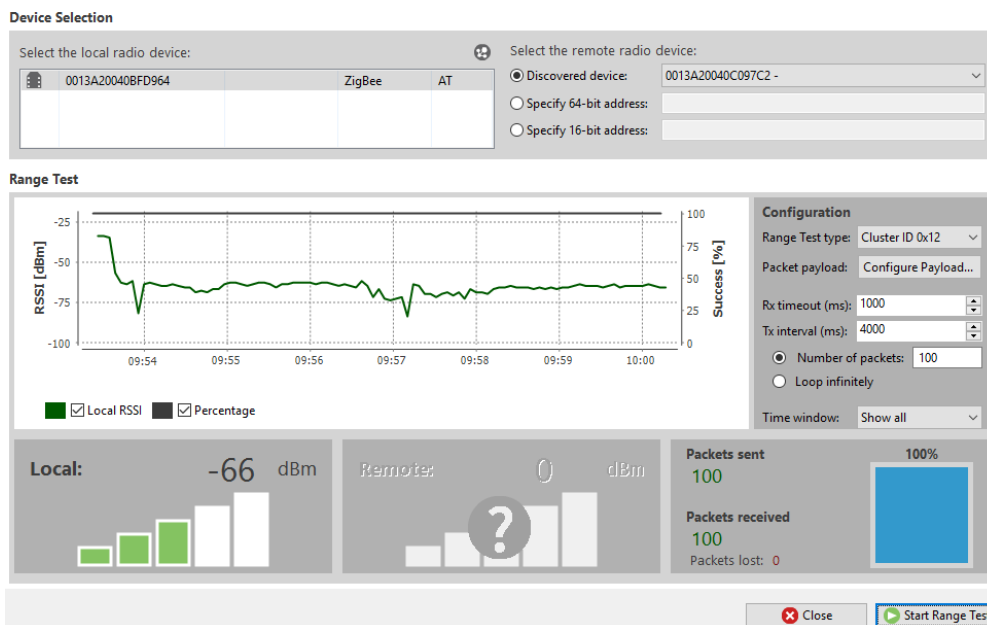 Device Selection
Select the local radio device:
0013A20040BFD964 ZigBee AT
Select the remote radio device:
Discovered device: 0013A20040C097C2 -
Specify 64-bit address:
Specify 16-bit address:
Range Test
RSSI [dBm]
-25
-50
-75
-100
09:54 09:55 09:56 09:57 09:58 09:59 10:00
100
75
50
25
0
Success [%]
Local RSSI Percentage
Configuration
Range Test type: Cluster ID 0x12
Packet payload: Configure Payload...
Rx timeout (ms): 1000
Tx interval (ms): 4000
Number of packets: 100
Loop infinitely
Time window: Show all
Local: -66 dBm
Remote: 0 dBm
?
Packets sent
100
Packets received
100
Packets lost: 0
100%
Close
Start Range Tes